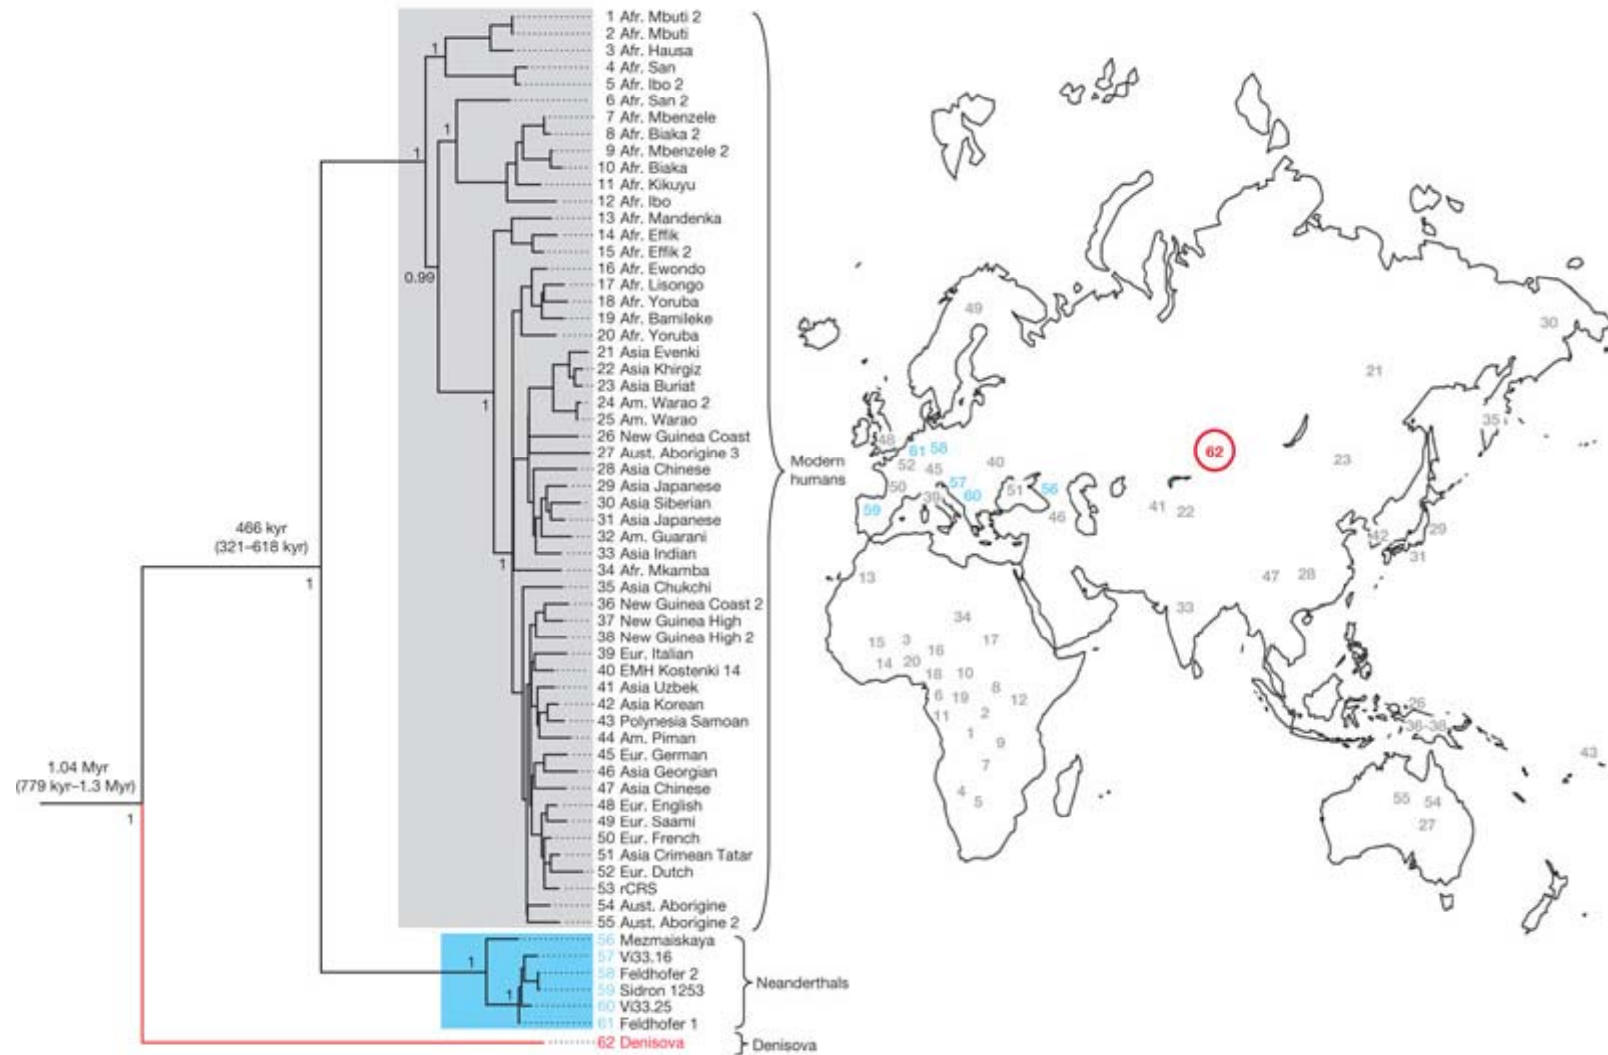 1 Afr. Mbuti 2
2 Afr. Mbuti
3 Afr. Hausa
4 Afr. San
5 Afr. Ibo 2
6 Afr. San 2
7 Afr. Mbenzele
8 Afr. Biaka 2
9 Afr. Mbenzele 2
10 Afr. Biaka
11 Afr. Kikuyu
12 Afr. Ibo
13 Afr. Mandenka
14 Afr. Effik
15 Afr. Effik 2
16 Afr. Ewondo
17 Afr. Lisongo
18 Afr. Yoruba
19 Afr. Bamileke
20 Afr. Yoruba
21 Asia Evenki
22 Asia Khirgiz
23 Asia Buriat
24 Am. Warao 2
25 Am. Warao
26 New Guinea Coast
27 Aust. Aborigine 3
28 Asia Chinese
29 Asia Japanese
30 Asia Siberian
31 Asia Japanese
32 Am. Guarani
33 Asia Indian
34 Afr. Mkamba
35 Asia Chukchi
36 New Guinea Coast 2
37 New Guinea High
38 New Guinea High 2
39 Eur. Italian
40 EMH Kostenki 14
41 Asia Uzbek
42 Asia Korean
43 Polynesia Samoan
44 Am. Piman
45 Eur. German
46 Asia Georgian
47 Asia Chinese
48 Eur. English
49 Eur. Saami
50 Eur. French
51 Asia Crimean Tatar
52 Eur. Dutch
53 rCRS
54 Aust. Aborigine
55 Aust. Aborigine 2
56 Mezmaiskaya
57 Vi33.16
58 Feldhofer 2
59 Sidron 1253
60 Vi33.25
61 Feldhofer 1
62 Denisova
Modern
humans
Neanderthals
Denisova
1
1
1
1
0.99
1
1
466 kyr
(321–618 kyr)
1
1.04 Myr
(779 kyr–1.3 Myr)
1
1
1
49
30
21
35
48
61
58
62
52
45
40
23
57
50
51
56
39
60
59
46
41
22
42
29
31
13
47
28
33
34
15
3
17
16
14
20
18
10
8
6
19
12
26
11
2
36-38
1
9
43
7
4
5
55
54
27